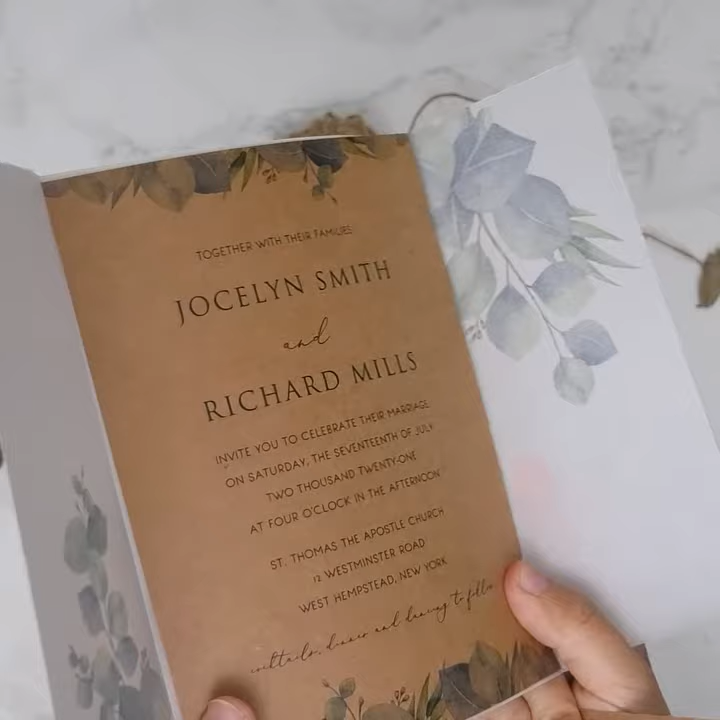 TOGETHER WITH THEIR FAMILIES
JOCELYN SMITH
and
RICHARD MILLS
INVITE YOU TO CELEBRATE THEIR MARRIAGE
ON SATURDAY, THE SEVENTEENTH OF JULY
TWO THOUSAND TWENTY-ONE
AT FOUR O'CLOCK IN THE AFTERNOON
ST. THOMAS THE APOSTLE CHURCH
12 WESTMINSTER ROAD
WEST HEMPSTEAD, NEW YORK
cocktails, dinner and dancing to follow